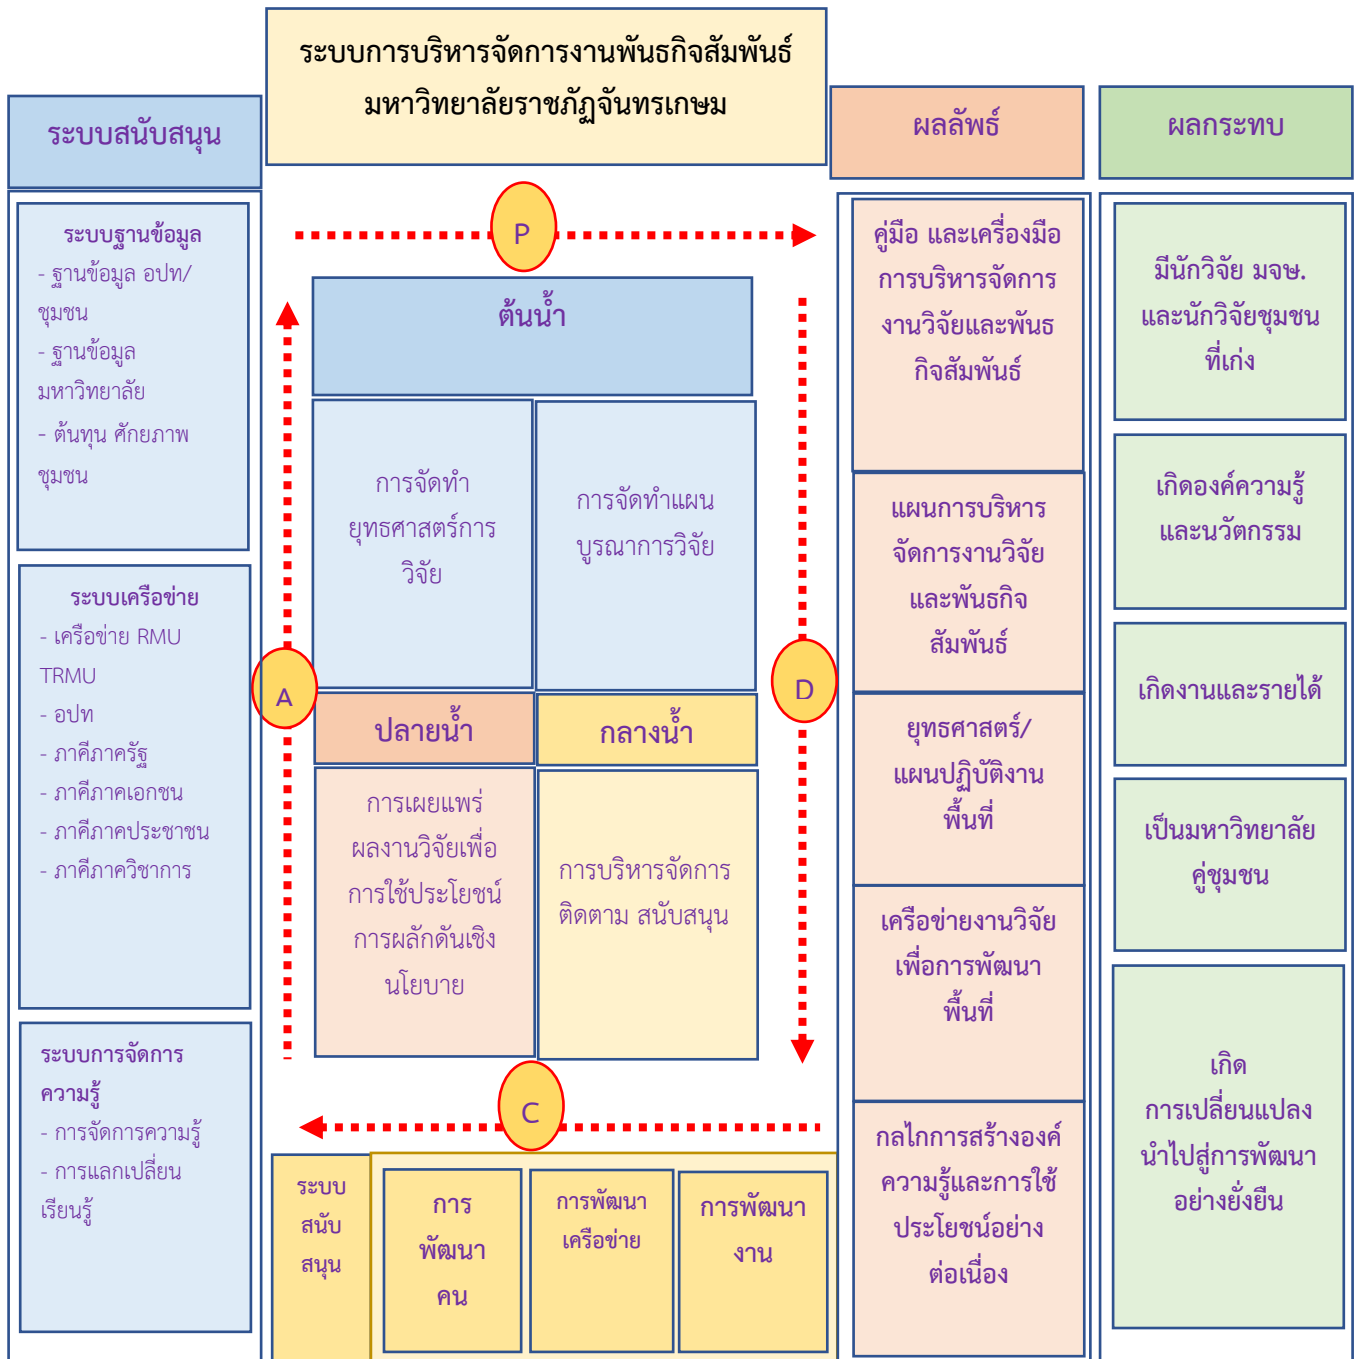 ระบบการบริหารจัดการงานพันธกิจสัมพันธ์
มหาวิทยาลัยราชภัฏจันทรเกษม
ระบบสนับสนุน
ระบบฐานข้อมูล
- ฐานข้อมูล อปท/
ชุมชน
- ฐานข้อมูล
มหาวิทยาลัย
- ต้นทุน ศักยภาพ
ชุมชน
ระบบเครือข่าย
- เครือข่าย RMU
TRMU
- อปท
- ภาคีภาครัฐ
- ภาคีภาคเอกชน
- ภาคีภาคประชาชน
- ภาคีภาควิชาการ
ระบบการจัดการ
ความรู้
- การจัดการความรู้
- การแลกเปลี่ยน
เรียนรู้
P
ต้นน้ำ
การจัดทำ
ยุทธศาสตร์การ
วิจัย
การจัดทำแผน
บูรณาการวิจัย
A
D
ปลายน้ำ
กลางน้ำ
การเผยแพร่
ผลงานวิจัยเพื่อ
การใช้ประโยชน์
การผลักดันเชิง
นโยบาย
การบริหารจัดการ
ติดตาม สนับสนุน
C
ระบบ
สนับ
สนุน
การ
พัฒนา
คน
การพัฒนา
เครือข่าย
การพัฒนา
งาน
ผลลัพธ์
คู่มือ และเครื่องมือ
การบริหารจัดการ
งานวิจัยและพันธ
กิจสัมพันธ์
แผนการบริหาร
จัดการงานวิจัย
และพันธกิจ
สัมพันธ์
ยุทธศาสตร์/
แผนปฏิบัติงาน
พื้นที่
เครือข่ายงานวิจัย
เพื่อการพัฒนา
พื้นที่
กลไกการสร้างองค์
ความรู้และการใช้
ประโยชน์อย่าง
ต่อเนื่อง
ผลกระทบ
มีนักวิจัย มจษ.
และนักวิจัยชุมชน
ที่เก่ง
เกิดองค์ความรู้
และนวัตกรรม
เกิดงานและรายได้
เป็นมหาวิทยาลัย
คู่ชุมชน
เกิด
การเปลี่ยนแปลง
นำไปสู่การพัฒนา
อย่างยั่งยืน